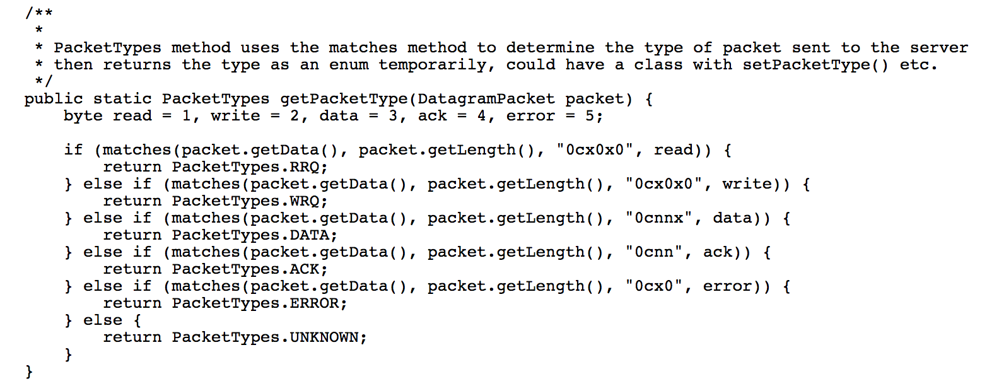 /**
 *
 * PacketTypes method uses the matches method to determine the type of packet sent to the server
 * then returns the type as an enum temporarily, could have a class with setPacketType() etc.
 */
public static PacketTypes getPacketType(DatagramPacket packet) {
    byte read = 1, write = 2, data = 3, ack = 4, error = 5;

    if (matches(packet.getData(), packet.getLength(), "0cx0x0", read)) {
        return PacketTypes.RRQ;
    } else if (matches(packet.getData(), packet.getLength(), "0cx0x0", write)) {
        return PacketTypes.WRQ;
    } else if (matches(packet.getData(), packet.getLength(), "0cnnx", data)) {
        return PacketTypes.DATA;
    } else if (matches(packet.getData(), packet.getLength(), "0cnn", ack)) {
        return PacketTypes.ACK;
    } else if (matches(packet.getData(), packet.getLength(), "0cx0", error)) {
        return PacketTypes.ERROR;
    } else {
        return PacketTypes.UNKNOWN;
    }
}